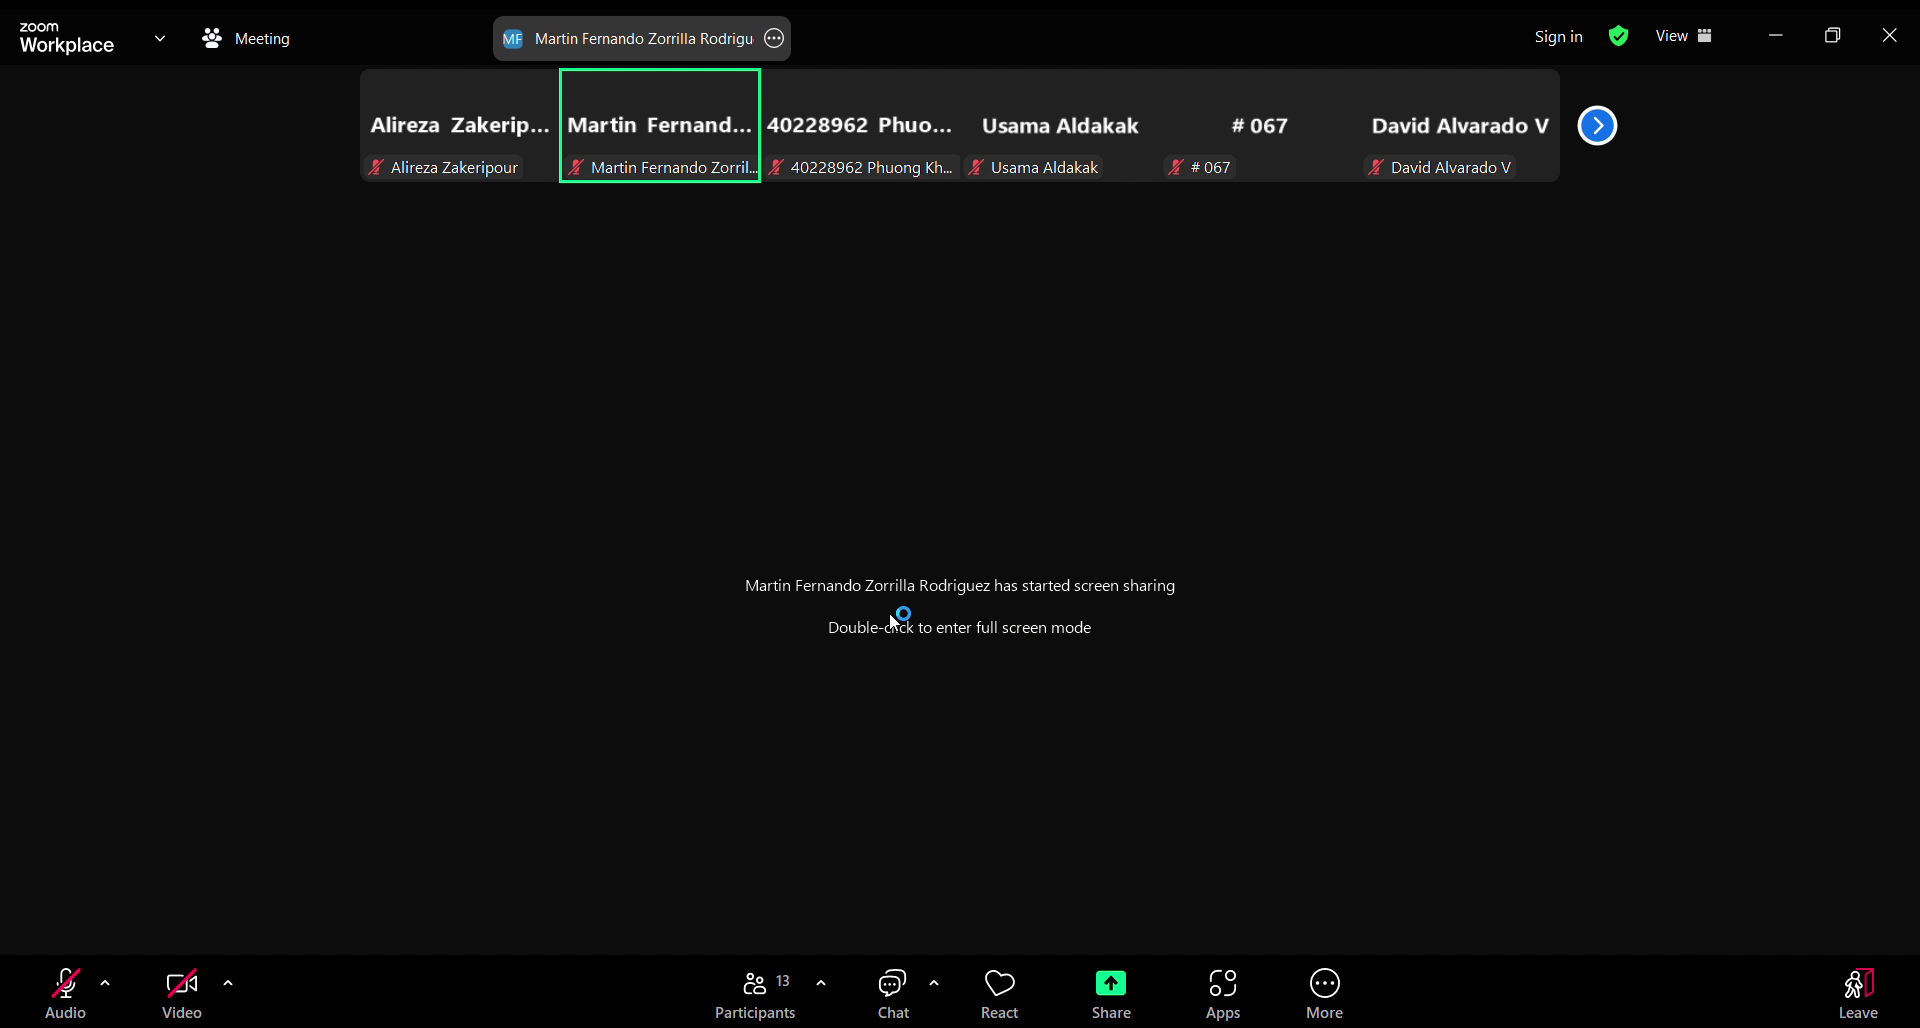 zoom
Workplace
Meeting
MF Martin Fernando Zorrilla Rodrigu
Sign in
View
Alireza Zakerip...
Martin Fernand...
40228962 Phuo...
Usama Aldakak
# 067
David Alvarado V
Alireza Zakeripour
Martin Fernando Zorril...
40228962 Phuong Kh...
Usama Aldakak
# 067
David Alvarado V
Martin Fernando Zorrilla Rodriguez has started screen sharing
Double-click to enter full screen mode
Audio
Video
13
Participants
Chat
React
Share
Apps
More
Leave